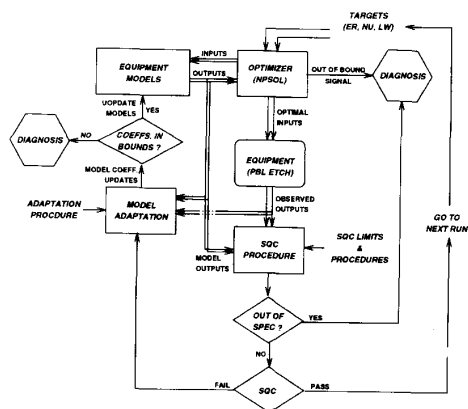 TARGETS
(ER, NU, LW)
INPUTS
EQUIPMENT
MODELS
OUTPUTS
OPTIMIZER
(NPSOL)
OUT OF BOUND
SIGNAL
DIAGNOSIS
UOPDATE
MODELS
YES
OPTIMAL
INPUTS
DIAGNOSIS
NO
COEFFS. IN
BOUNDS ?
EQUIPMENT
(PBL ETCH)
MODEL COEFF.
UPDATES
OBSERVED
OUTPUTS
ADAPTATION
PROCDURE
MODEL
ADAPTATION
GO TO
NEXT RUN
MODEL
OUTPUTS
SQC
PROCEDURE
SQC LIMITS
&
PROCEDURES
OUT OF
SPEC ?
YES
NO
FAIL
SQC
PASS